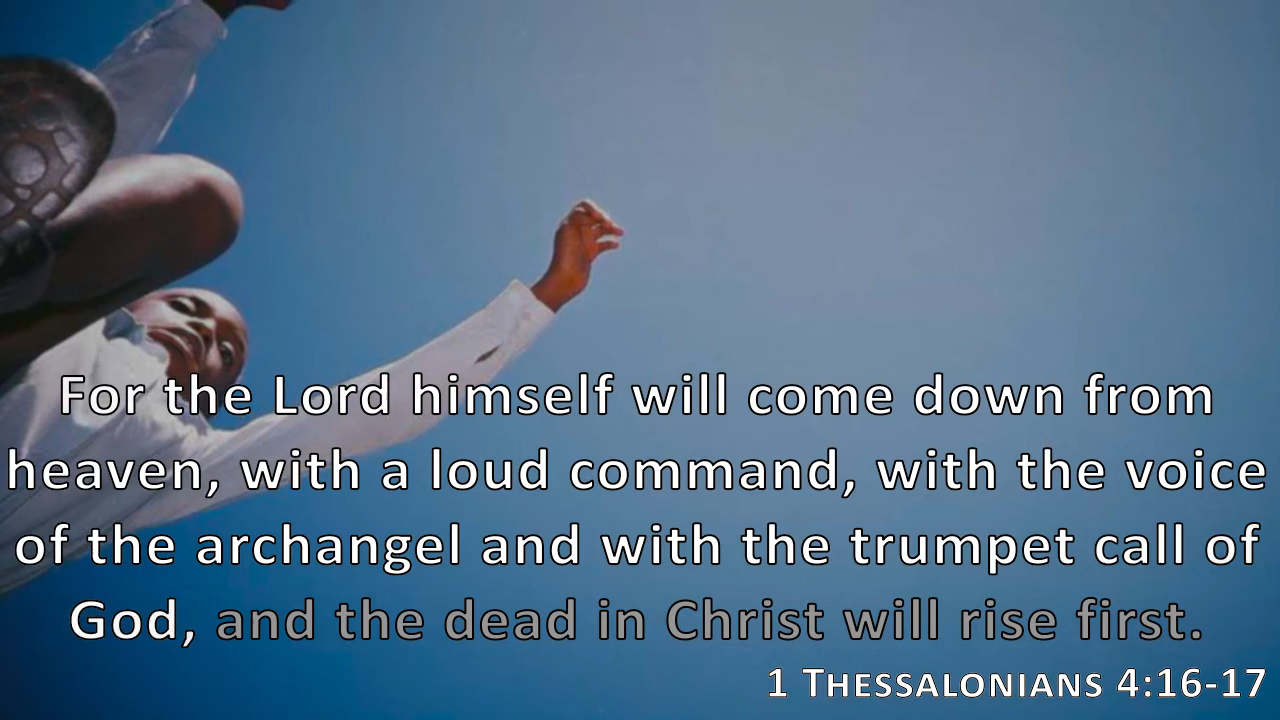 For the Lord himself will come down from
heaven, with a loud command, with the voice
of the archangel and with the trumpet call of
God, and the dead in Christ will rise first.
1 Thessalonians 4:16-17